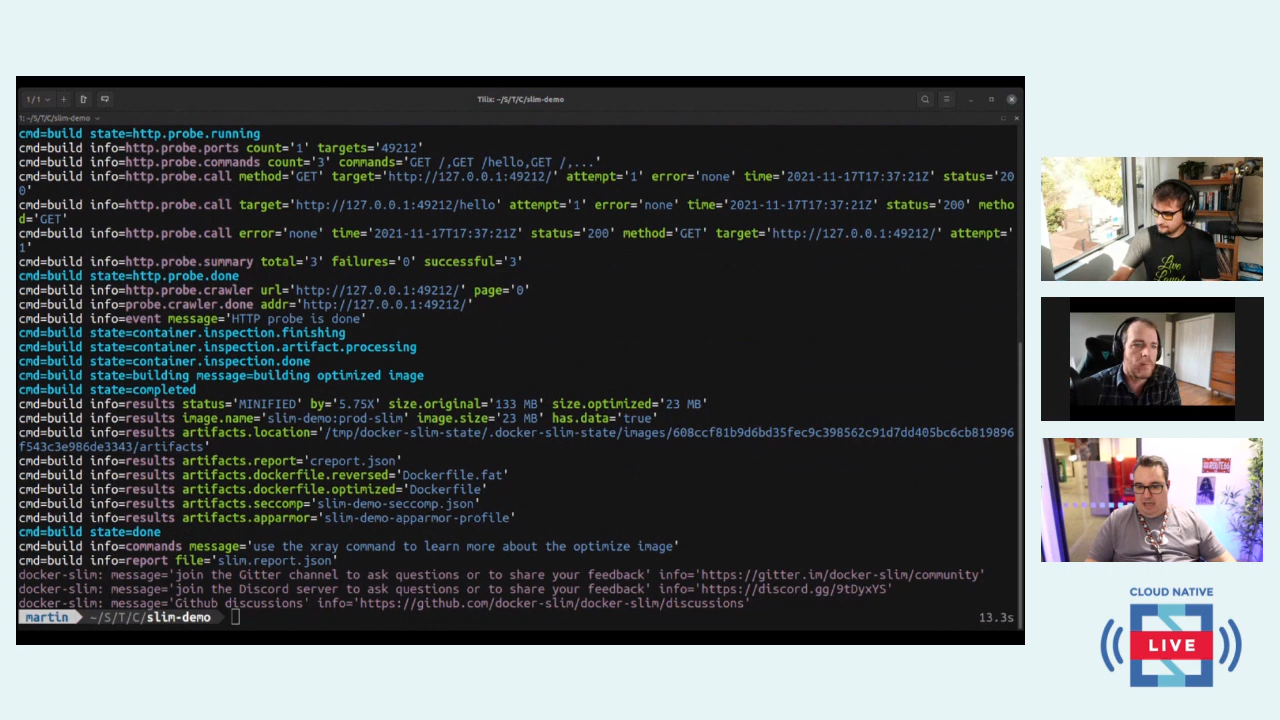 1/1
Tilix: ~/S/T/C/slim-demo
1: ~/S/T/C/slim-demo
cmd=build state=http.probe.running
cmd=build info=http.probe.ports count='1' targets='49212'
cmd=build info=http.probe.commands count='3' commands='GET /,GET /hello,GET /,...'
cmd=build info=http.probe.call method='GET' target='http://127.0.0.1:49212/' attempt='1' error='none' time='2021-11-17T17:37:21Z' status='20
0'
cmd=build info=http.probe.call target='http://127.0.0.1:49212/hello' attempt='1' error='none' time='2021-11-17T17:37:21Z' status='200' metho
d='GET'
cmd=build info=http.probe.call error='none' time='2021-11-17T17:37:21Z' status='200' method='GET' target='http://127.0.0.1:49212/' attempt='
1'
cmd=build info=http.probe.summary total='3' failures='0' successful='3'
cmd=build state=http.probe.done
cmd=build info=http.probe.crawler url='http://127.0.0.1:49212/' page='0'
cmd=build info=probe.crawler.done addr='http://127.0.0.1:49212/'
cmd=build info=event message='HTTP probe is done'
cmd=build state=container.inspection.finishing
cmd=build state=container.inspection.artifact.processing
cmd=build state=container.inspection.done
cmd=build state=building message=building optimized image
cmd=build state=completed
cmd=build info=results status='MINIFIED' by='5.75X' size.original='133 MB' size.optimized='23 MB'
cmd=build info=results image.name='slim-demo:prod-slim' image.size='23 MB' has.data='true'
cmd=build info=results artifacts.location='/tmp/docker-slim-state/.docker-slim-state/images/608ccf81b9d6bd35fec9c398562c91d7dd405bc6cb819896
f543c3e986de3343/artifacts'
cmd=build info=results artifacts.report='creport.json'
cmd=build info=results artifacts.dockerfile.reversed='Dockerfile.fat'
cmd=build info=results artifacts.dockerfile.optimized='Dockerfile'
cmd=build info=results artifacts.seccomp='slim-demo-seccomp.json'
cmd=build info=results artifacts.apparmor='slim-demo-apparmor-profile'
cmd=build state=done
cmd=build info=commands message='use the xray command to learn more about the optimize image'
cmd=build info=report file='slim.report.json'
docker-slim: message='join the Gitter channel to ask questions or to share your feedback' info='https://gitter.im/docker-slim/community'
docker-slim: message='join the Discord server to ask questions or to share your feedback' info='https://discord.gg/9tDyxYS'
docker-slim: message='Github discussions' info='https://github.com/docker-slim/docker-slim/discussions'
martin ~/S/T/C/slim-demo 13.3s
Live
ROUTE66
CLOUD NATIVE
LIVE